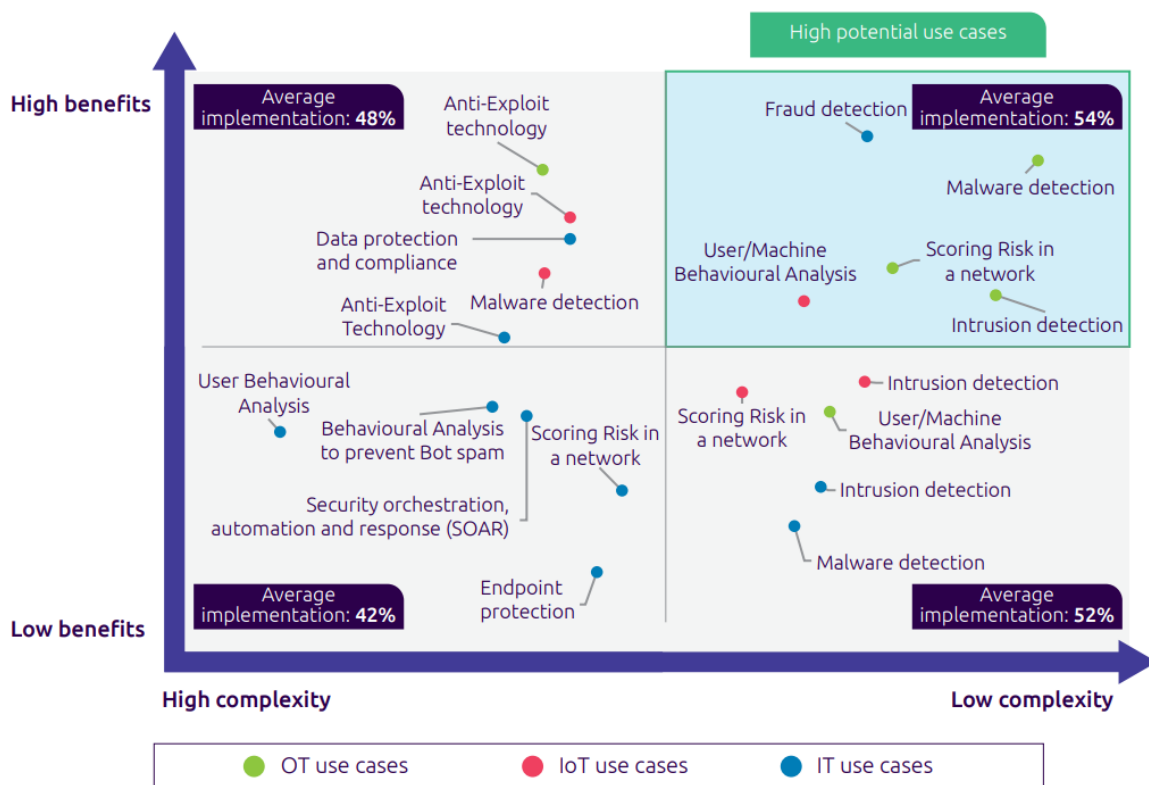 High potential use cases
High benefits
Average
implementation: 48%
Anti-Exploit
technology
Fraud detection
Average
implementation: 54%
Malware detection
Anti-Exploit
technology
Data protection
and compliance
User/Machine
Behavioural Analysis
Scoring Risk in
a network
Malware detection
Intrusion detection
Anti-Exploit
Technology
User Behavioural
Analysis
Behavioural Analysis
to prevent Bot spam
Scoring Risk in
a network
Scoring Risk in
a network
Intrusion detection
User/Machine
Behavioural Analysis
Security orchestration,
automation and response (SOAR)
Intrusion detection
Malware detection
Endpoint
protection
Average
implementation: 42%
Average
implementation: 52%
Low benefits
High complexity
Low complexity
OT use cases
IoT use cases
IT use cases